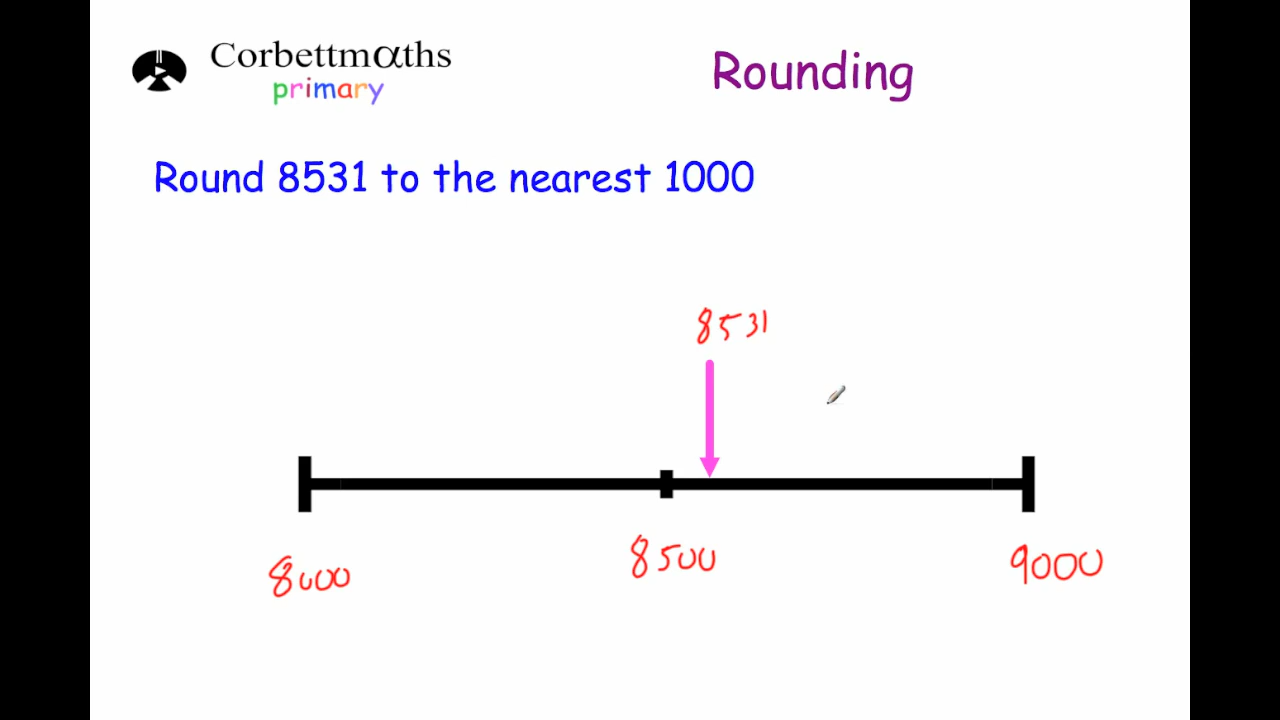 Corbettmαths
primary
Rounding
Round 8531 to the nearest 1000
8531
8000
8500
9000